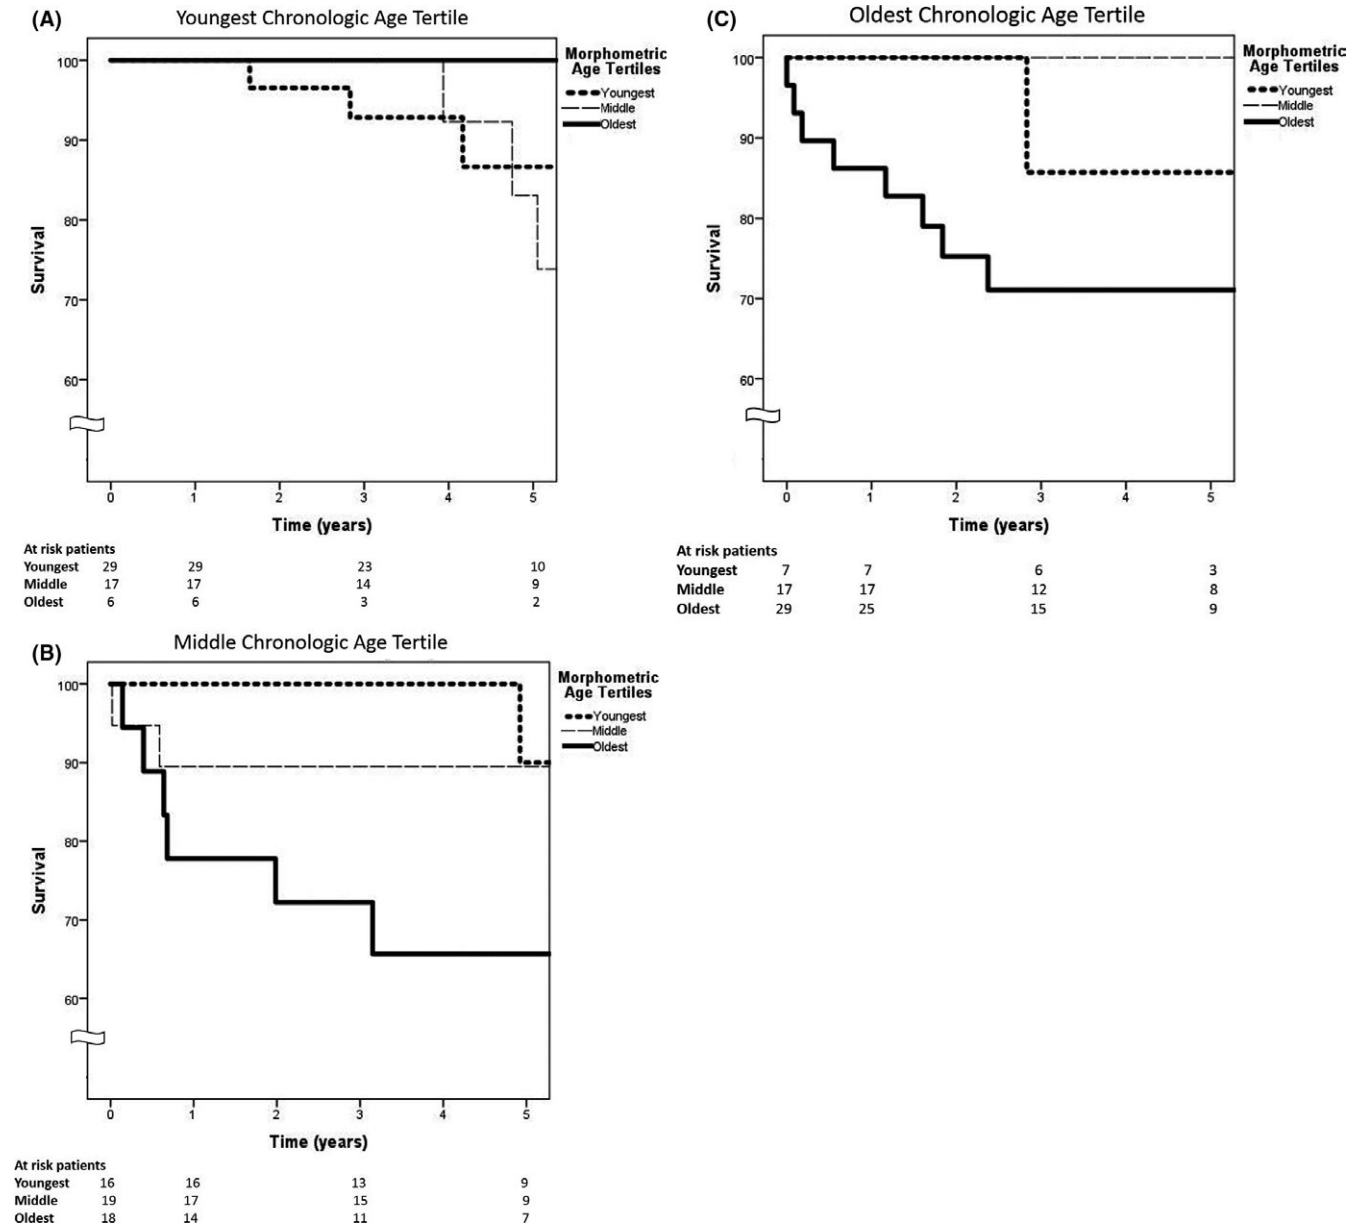 (A)
Youngest Chronologic Age Tertile
Morphometric
Age Tertiles
Youngest
Middle
Oldest
100
90
80
70
60
Survival
0 1 2 3 4 5
Time (years)
At risk patients
Youngest 29 29 23 10
Middle 17 17 14 9
Oldest 6 6 3 2
(C)
Oldest Chronologic Age Tertile
Morphometric
Age Tertiles
Youngest
Middle
Oldest
100
90
80
70
60
Survival
0 1 2 3 4 5
Time (years)
At risk patients
Youngest 7 7 6 3
Middle 17 17 12 8
Oldest 29 25 15 9
(B)
Middle Chronologic Age Tertile
Morphometric
Age Tertiles
Youngest
Middle
Oldest
100
90
80
70
60
Survival
0 1 2 3 4 5
Time (years)
At risk patients
Youngest 16 16 13 9
Middle 19 17 15 9
Oldest 18 14 11 7